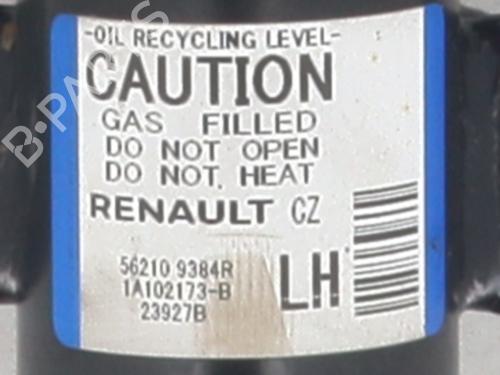 -OIL RECYCLING LEVEL-
CAUTION
GAS FILLED
DO NOT OPEN
DO NOT. HEAT
RENAULT CZ
56210 9384R
1A102173-B
23927B
LH
B-PARTS